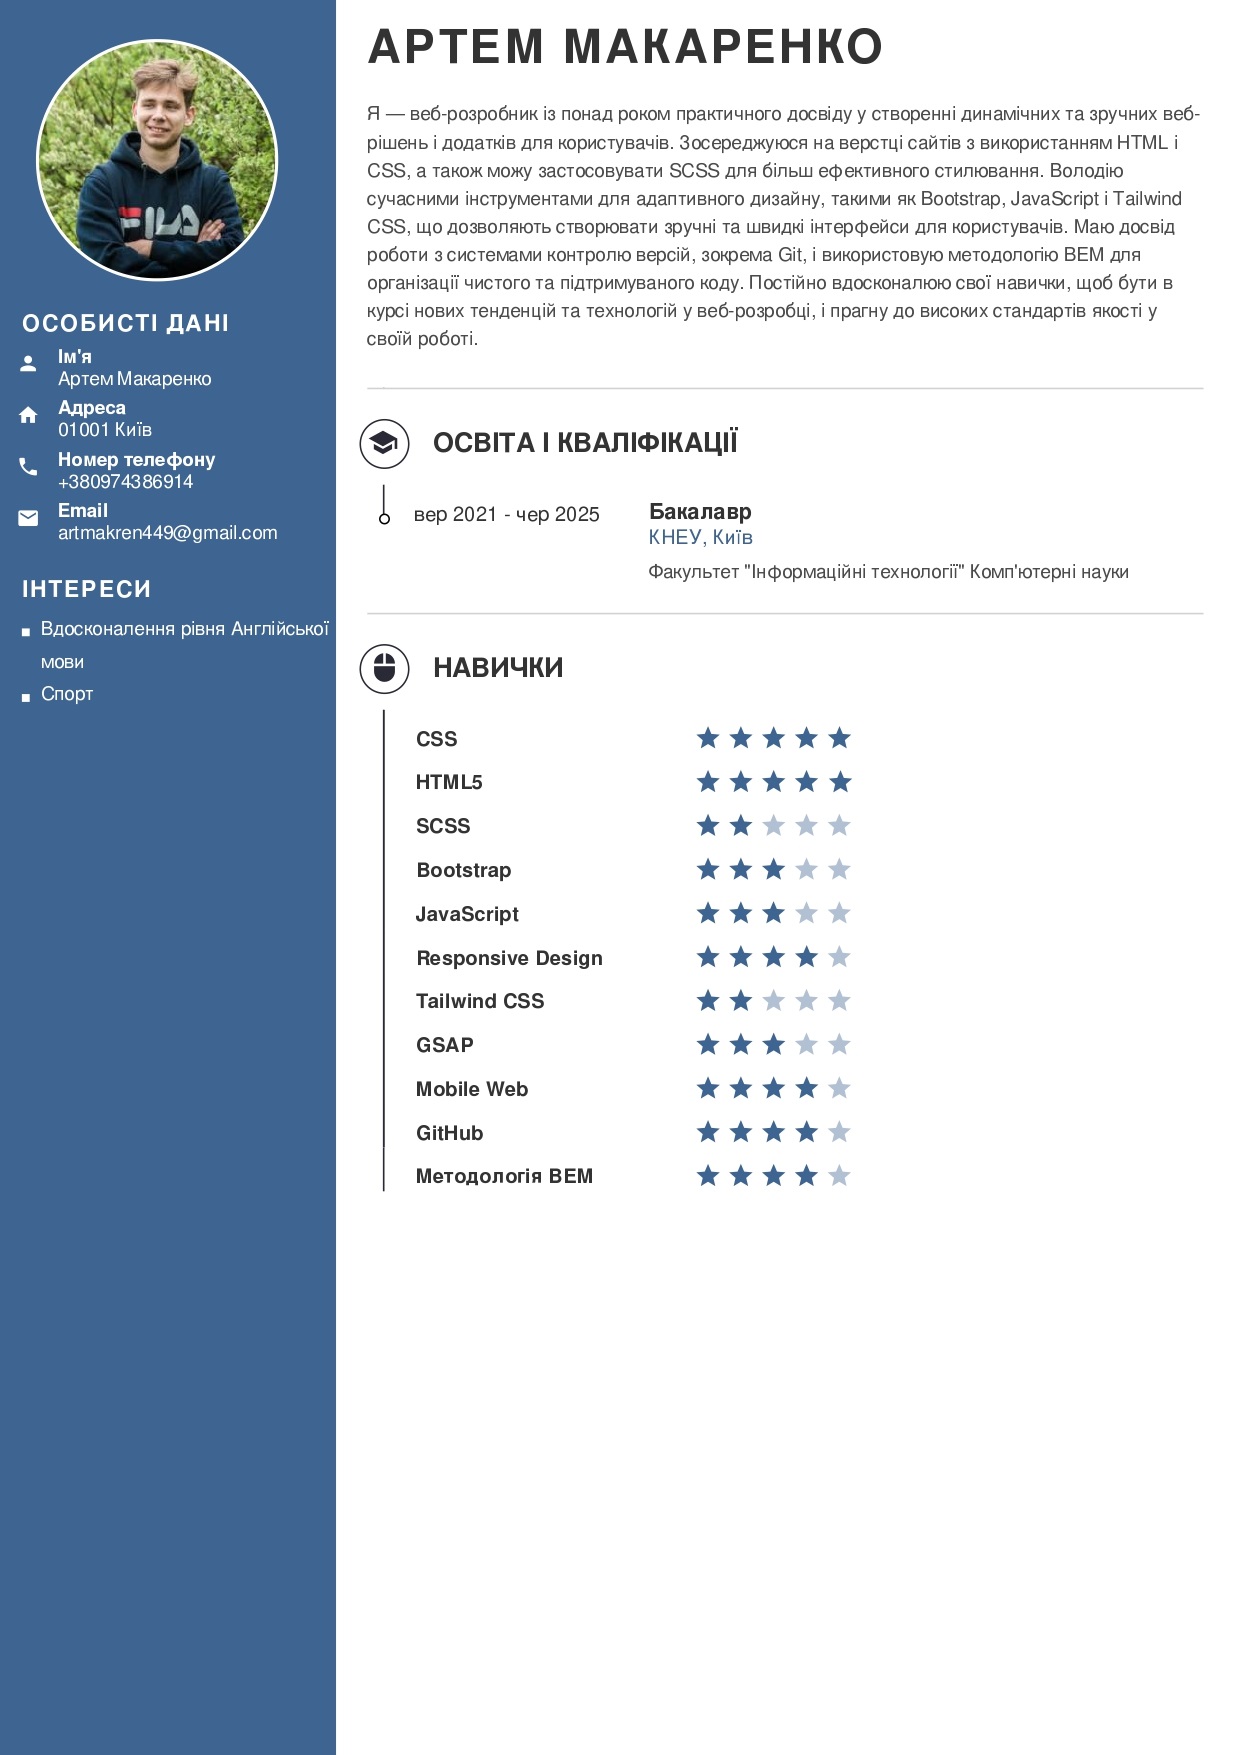 FILA
ОСОБИСТІ ДАНІ
Ім'я
Артем Макаренко
Адреса
01001 Київ
Номер телефону
+380974386914
Email
artmakren449@gmail.com
ІНТЕРЕСИ
Вдосконалення рівня Англійської
мови
Спорт
АРТЕМ МАКАРЕНКО
Я — веб-розробник із понад роком практичного досвіду у створенні динамічних та зручних веб-
рішень і додатків для користувачів. Зосереджуюся на верстці сайтів з використанням HTML і
CSS, а також можу застосовувати SCSS для більш ефективного стилювання. Володію
сучасними інструментами для адаптивного дизайну, такими як Bootstrap, JavaScript і Tailwind
CSS, що дозволяють створювати зручні та швидкі інтерфейси для користувачів. Маю досвід
роботи з системами контролю версій, зокрема Git, і використовую методологію BEM для
організації чистого та підтримуваного коду. Постійно вдосконалюю свої навички, щоб бути в
курсі нових тенденцій та технологій у веб-розробці, і прагну до високих стандартів якості у
своїй роботі.
ОСВІТА І КВАЛІФІКАЦІЇ
вер 2021 - чер 2025
Бакалавр
КНЕУ, Київ
Факультет "Інформаційні технології" Комп'ютерні науки
НАВИЧКИ
CSS
HTML5
SCSS
Bootstrap
JavaScript
Responsive Design
Tailwind CSS
GSAP
Mobile Web
GitHub
Методологія BEM